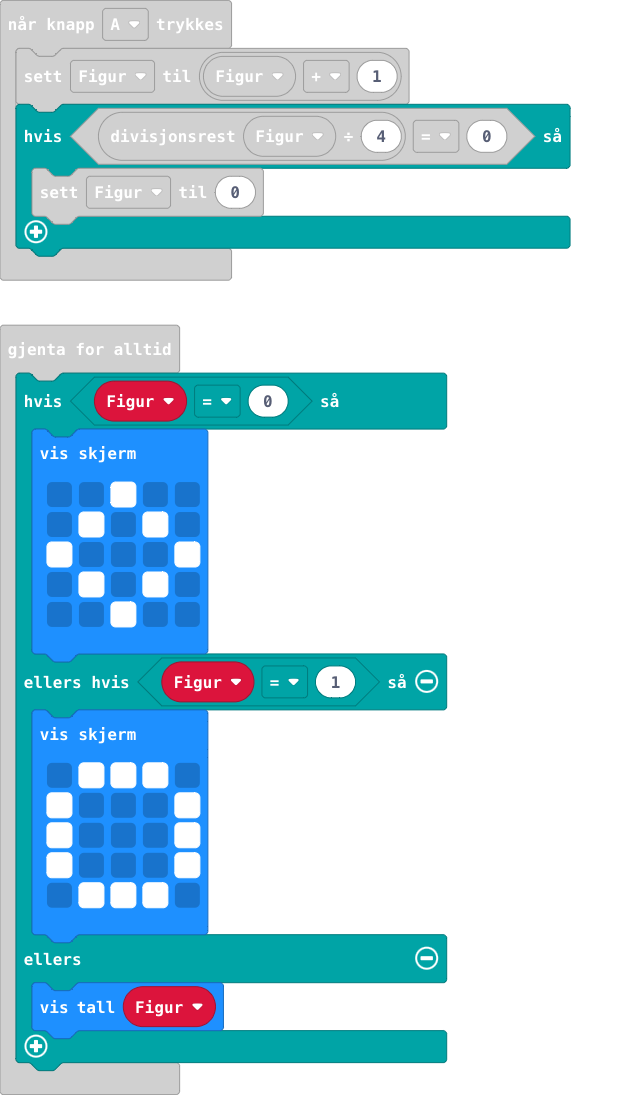 når knapp A trykkes
sett Figur til Figur + 1
hvis divisjonsrest Figur ÷ 4 = 0 så
sett Figur til 0
gjenta for alltid
hvis Figur = 0 så
vis skjerm
ellers hvis Figur = 1 så
vis skjerm
ellers
vis tall Figur